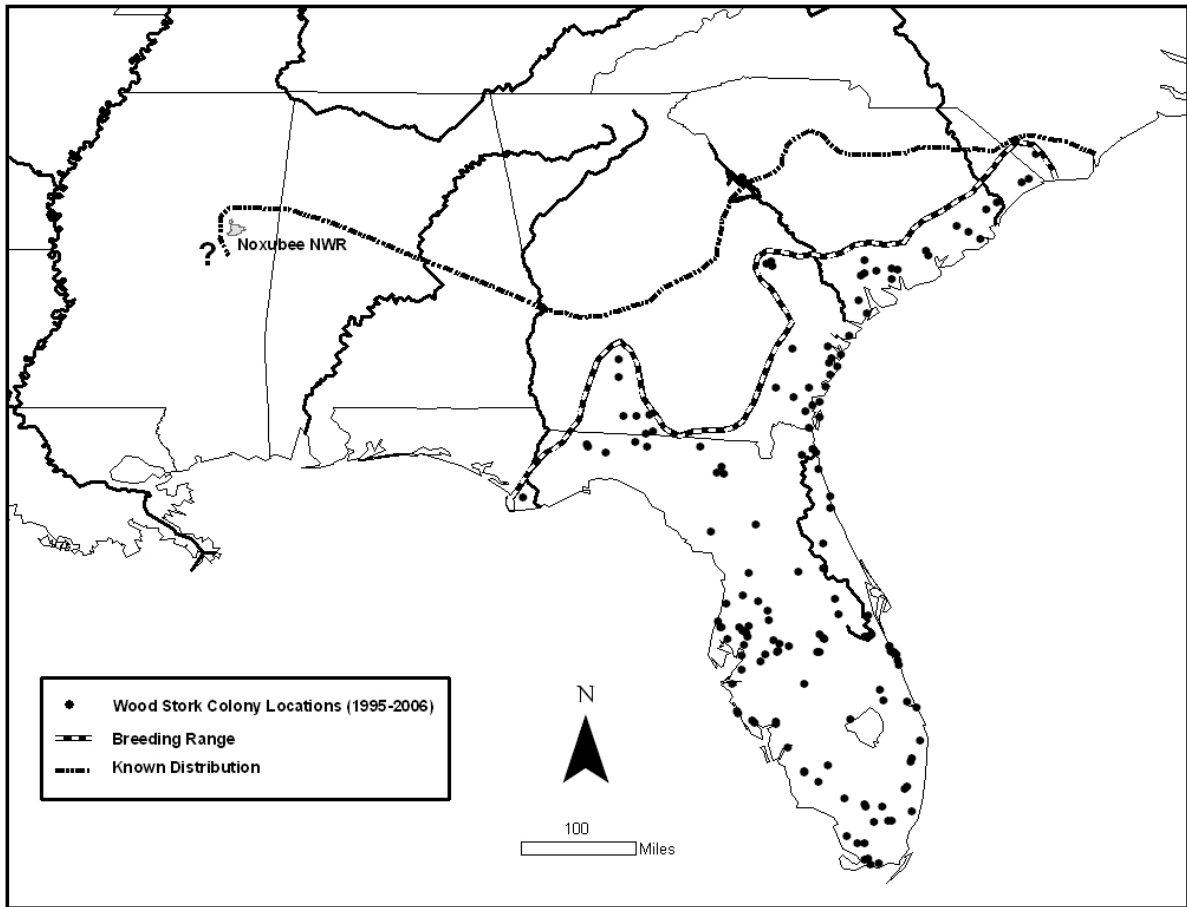 ?
Noxubee NWR
Wood Stork Colony Locations (1995-2006)
Breeding Range
Known Distribution
N
100
Miles